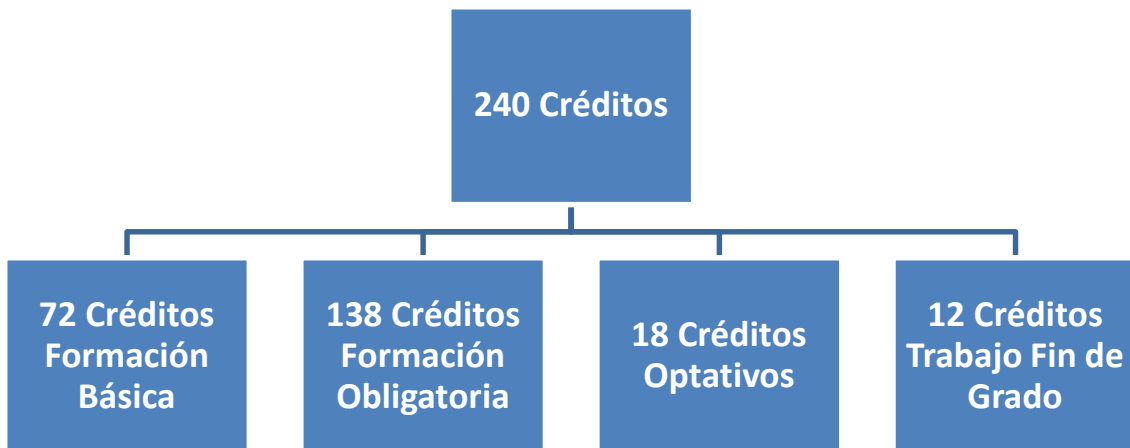 240 Créditos
72 Créditos
Formación
Básica
138 Créditos
Formación
Obligatoria
18 Créditos
Optativos
12 Créditos
Trabajo Fin de
Grado